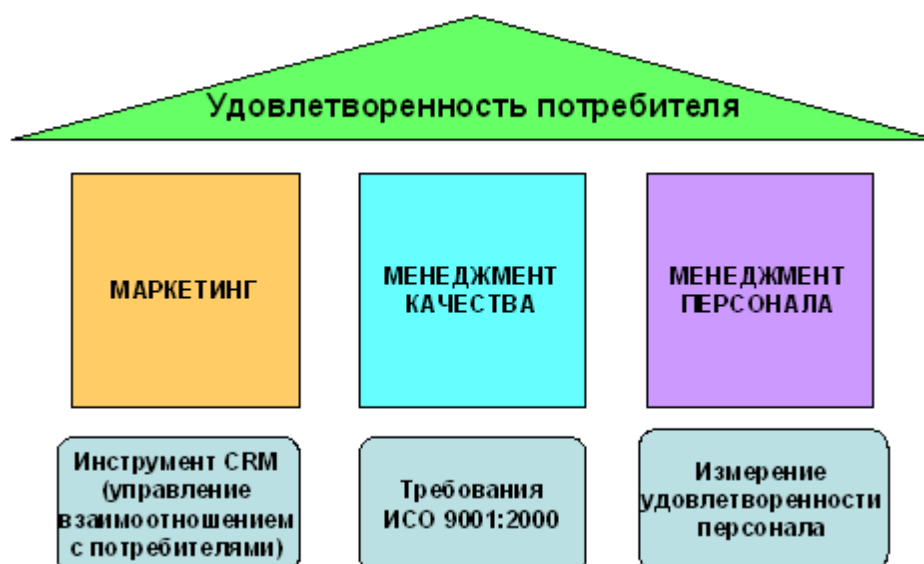 Удовлетворенность потребителя
МАРКЕТИНГ
МЕНЕДЖМЕНТ
КАЧЕСТВА
МЕНЕДЖМЕНТ
ПЕРСОНАЛА
Инструмент CRM
(управление
взаимоотношением
с потребителями)
Требования
ИСО 9001:2000
Измерение
удовлетворенности
персонала